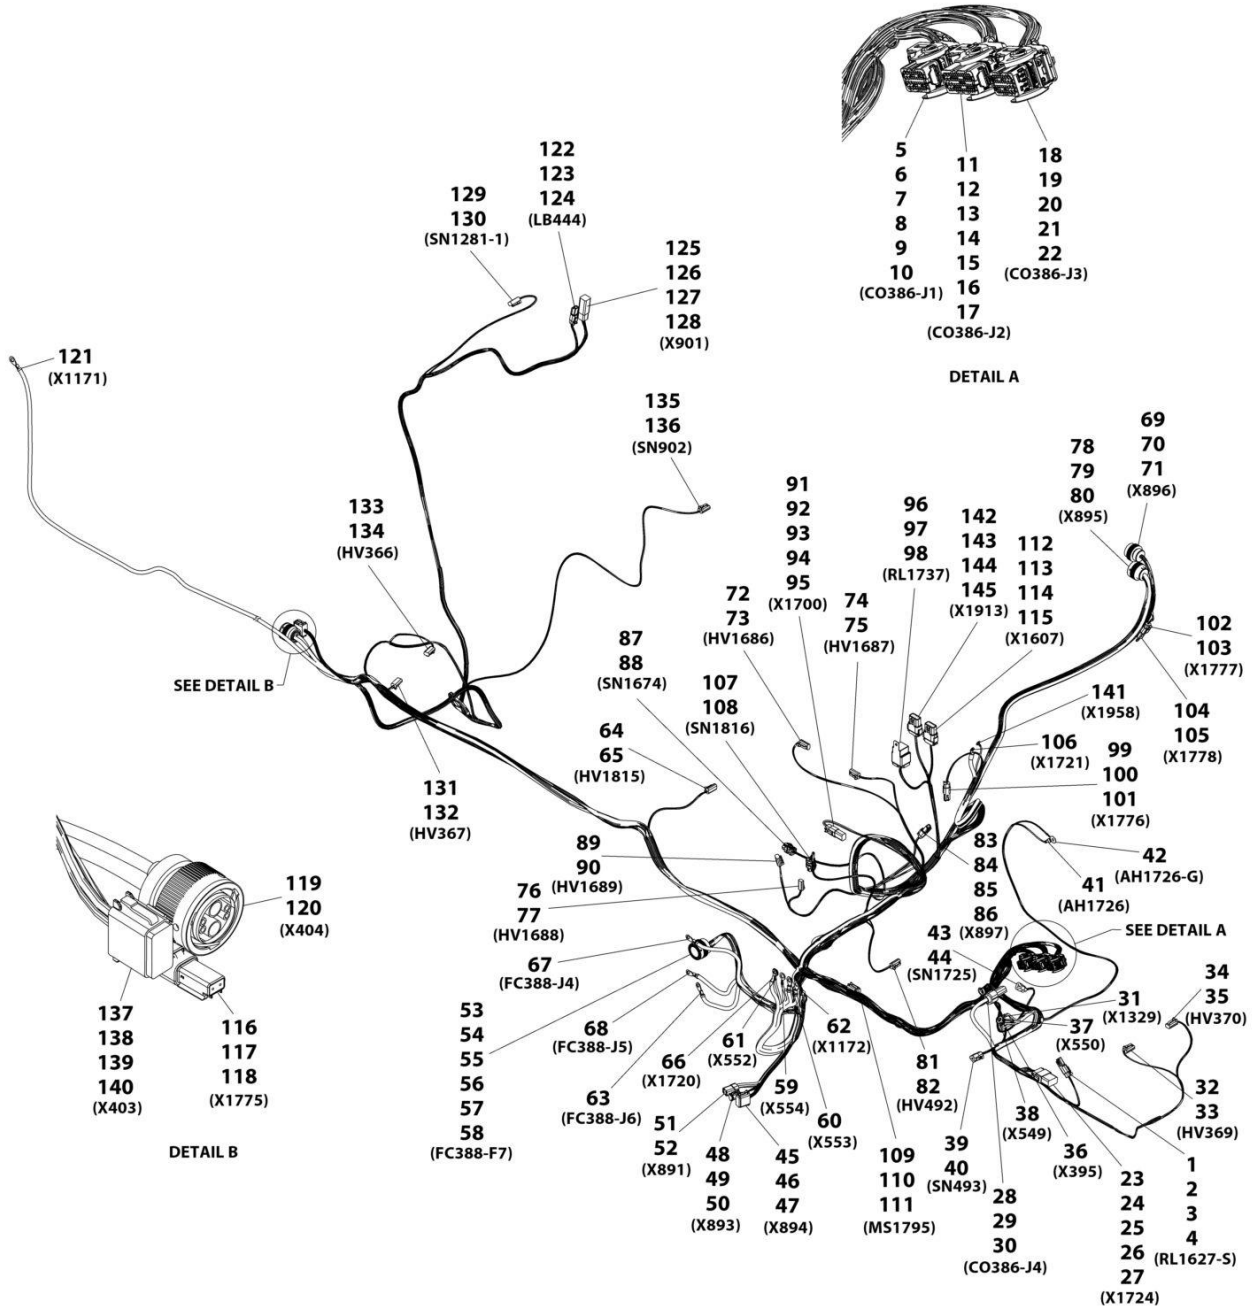 5
6
7
8
9
10
(CO386-J1)
11
12
13
14
15
16
17
(CO386-J2)
18
19
20
21
22
(CO386-J3)
DETAIL A
122
123
124
(LB444)
129
130
(SN1281-1)
125
126
127
128
(X901)
121
(X1171)
135
136
(SN902)
69
70
71
(X896)
78
79
80
(X895)
133
134
(HV366)
91
92
93
94
95
(X1700)
96
97
98
(RL1737)
142
143
144
145
(X1913)
112
113
114
115
(X1607)
72
73
(HV1686)
74
75
(HV1687)
87
88
(SN1674)
107
108
(SN1816)
102
103
(X1777)
104
105
(X1778)
141
(X1958)
106
(X1721)
99
100
101
(X1776)
SEE DETAIL B
64
65
(HV1815)
131
132
(HV367)
89
90
(HV1689)
76
77
(HV1688)
83
84
85
86
(X897)
42
(AH1726-G)
41
(AH1726)
SEE DETAIL A
43
44
(SN1725)
34
35
(HV370)
31
(X1329)
37
(X550)
67
(FC388-J4)
68
(FC388-J5)
66
(X1720)
61
(X552)
62
(X1172)
63
(FC388-J6)
59
(X554)
60
(X553)
81
82
(HV492)
32
33
(HV369)
38
(X549)
36
(X395)
39
40
(SN493)
53
54
55
56
57
58
(FC388-F7)
51
52
(X891)
48
49
50
(X893)
45
46
47
(X894)
109
110
111
(MS1795)
28
29
30
(CO386-J4)
23
24
25
26
27
(X1724)
1
2
3
4
(RL1627-S)
119
120
(X404)
137
138
139
140
(X403)
116
117
118
(X1775)
DETAIL B